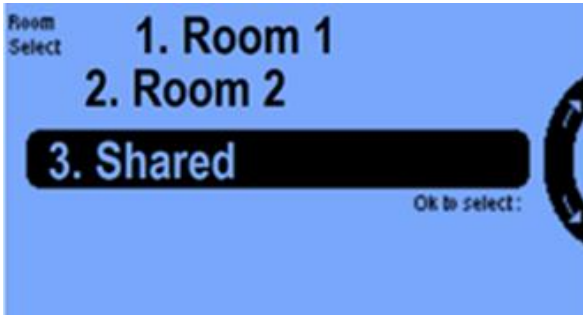 Room
Select
1. Room 1
2. Room 2
3. Shared
Ok to select: